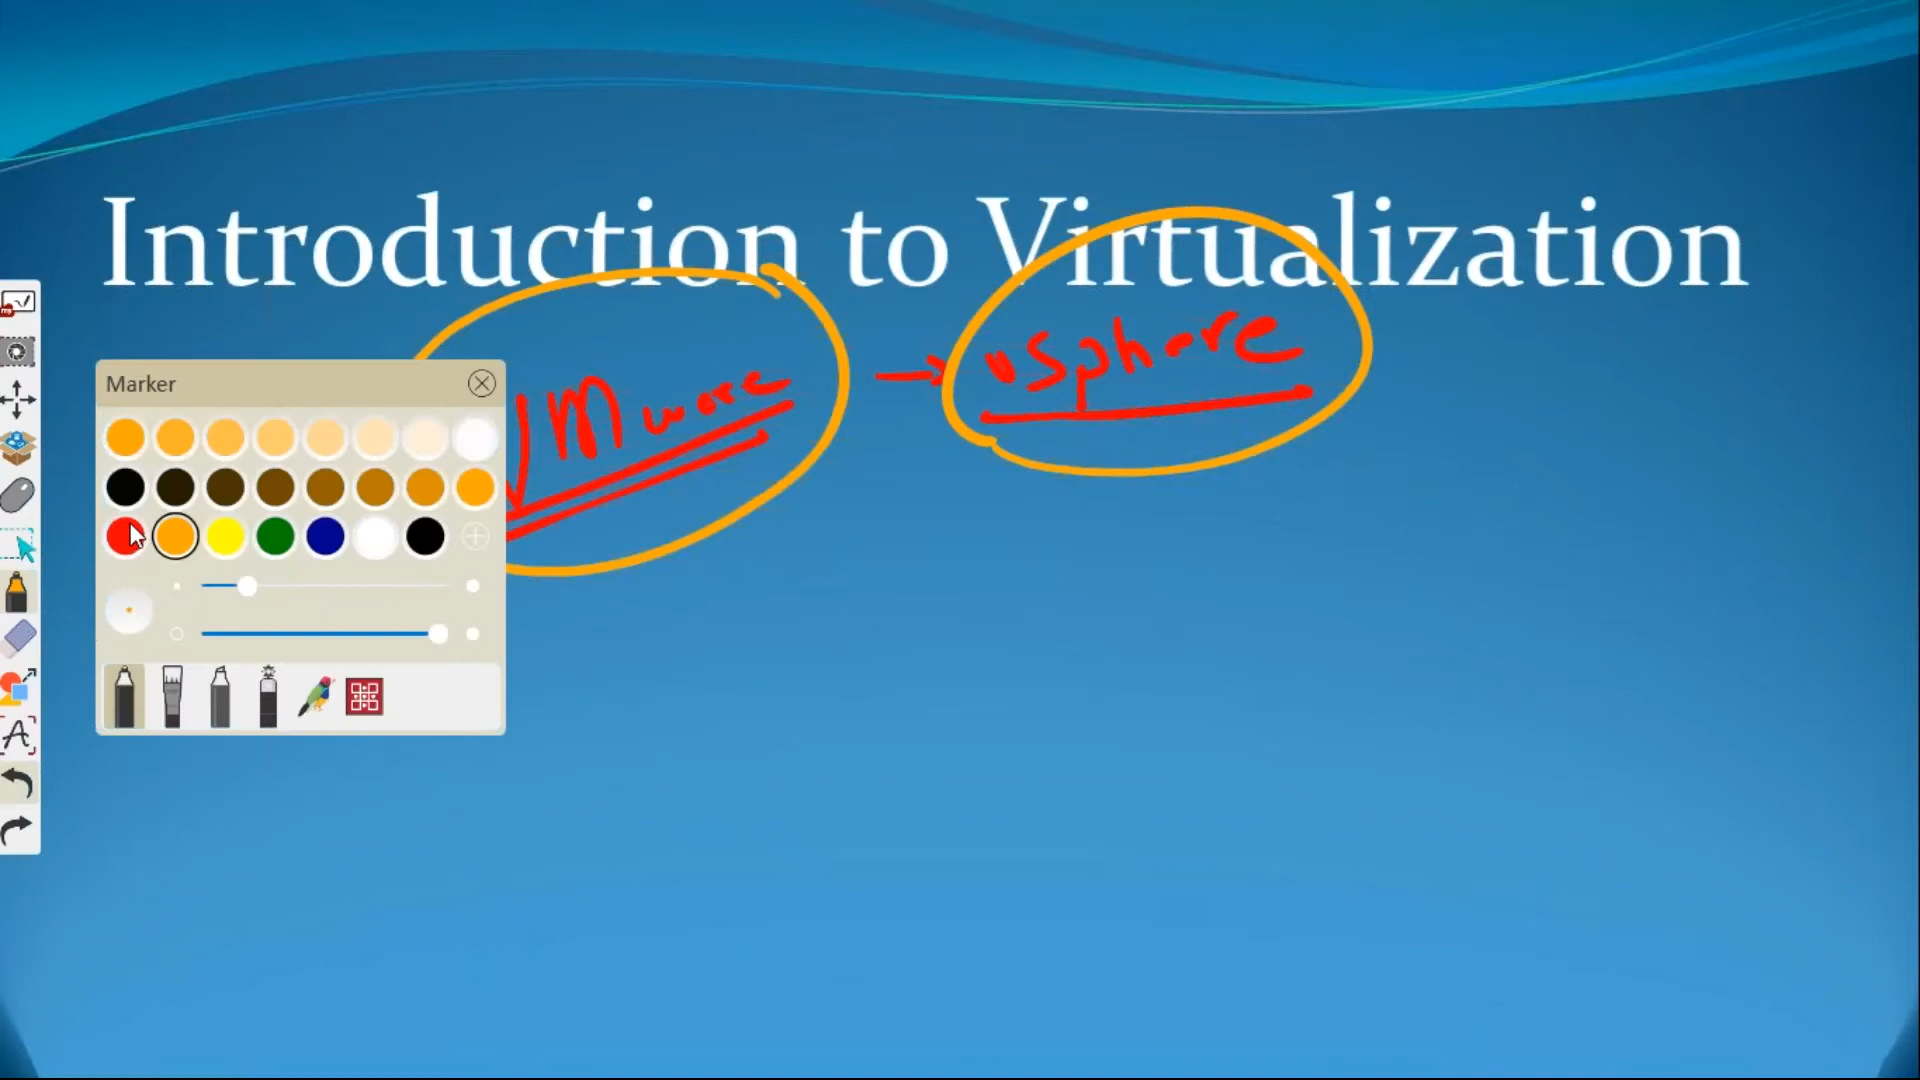 Introduction to Virtualization
VMware → vSphere
Marker